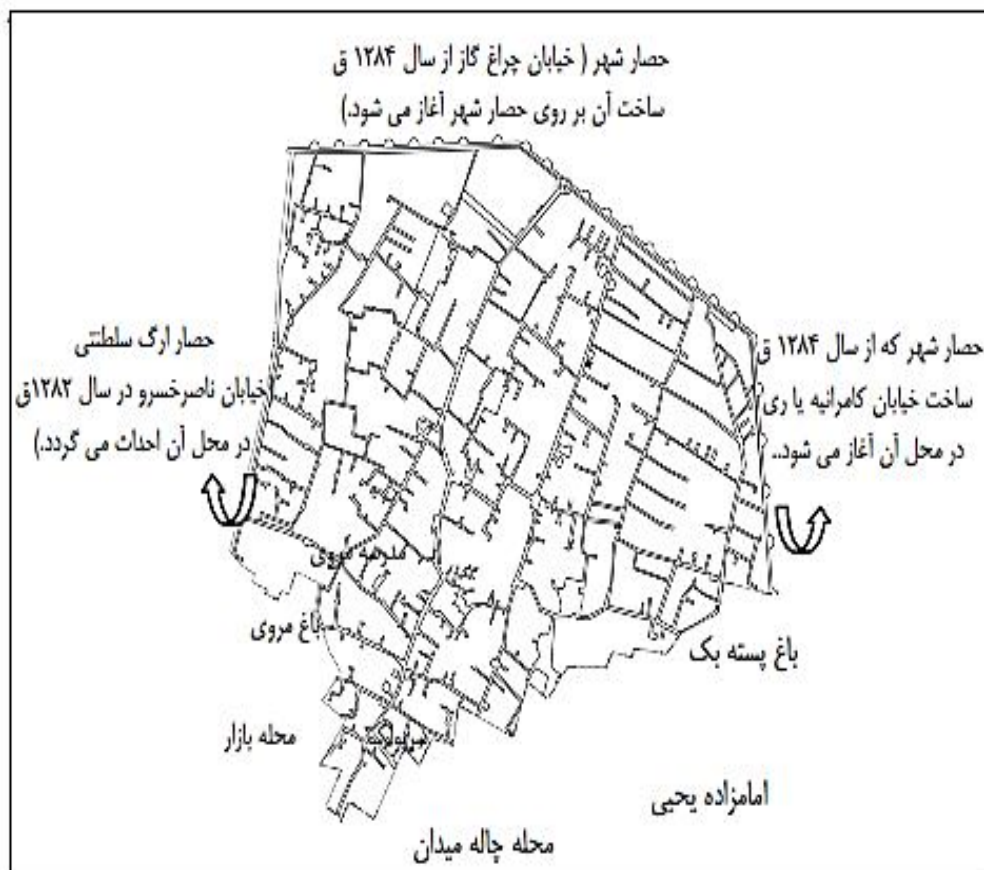 حصار شهر ( خیابان چراغ گاز از سال ۱۲۸۴ ق
ساخت آن بر روی حصار شهر آغاز می شود.)
حصار شهر که از سال ۱۲۸۴ ق
ساخت خیابان کامرانیه یا ری
در محل آن آغاز می شود..
حصار ارگ سلطنتی
خیابان ناصرخسرو در سال ۱۲۸۲ق
در محل آن احداث می گردد.)
مدرسه مروی
باغ مروی
باغ پسته بک
محله بازار
سرپولک
امامزاده یحیی
محله چاله میدان